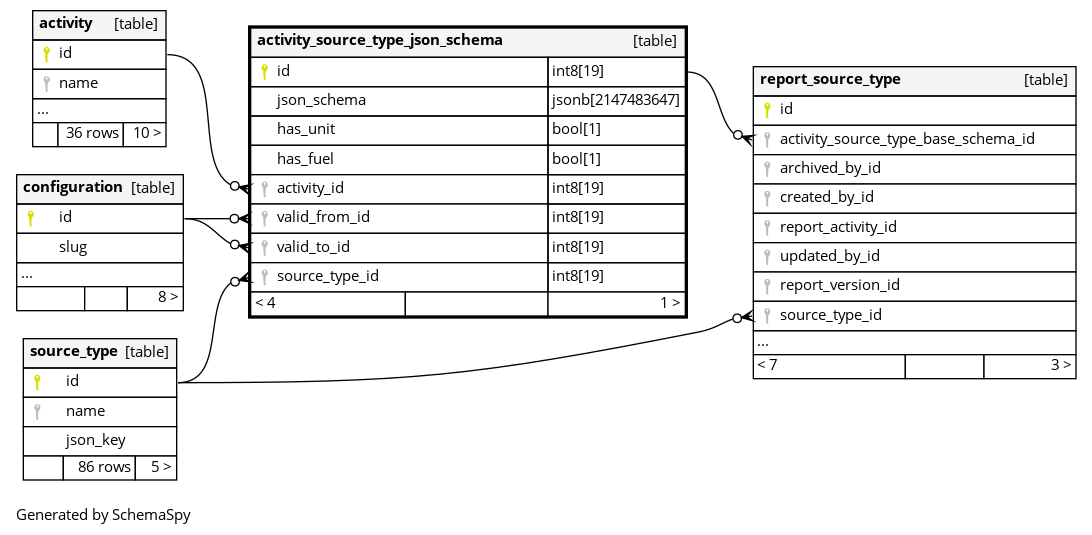 activity [table]
id
name
...
36 rows 10 >
configuration [table]
id
slug
...
8 >
source_type [table]
id
name
json_key
86 rows 5 >
activity_source_type_json_schema [table]
id int8[19]
json_schema jsonb[2147483647]
has_unit bool[1]
has_fuel bool[1]
activity_id int8[19]
valid_from_id int8[19]
valid_to_id int8[19]
source_type_id int8[19]
< 4 1 >
report_source_type [table]
id
activity_source_type_base_schema_id
archived_by_id
created_by_id
report_activity_id
updated_by_id
report_version_id
source_type_id
...
< 7 3 >
Generated by SchemaSpy